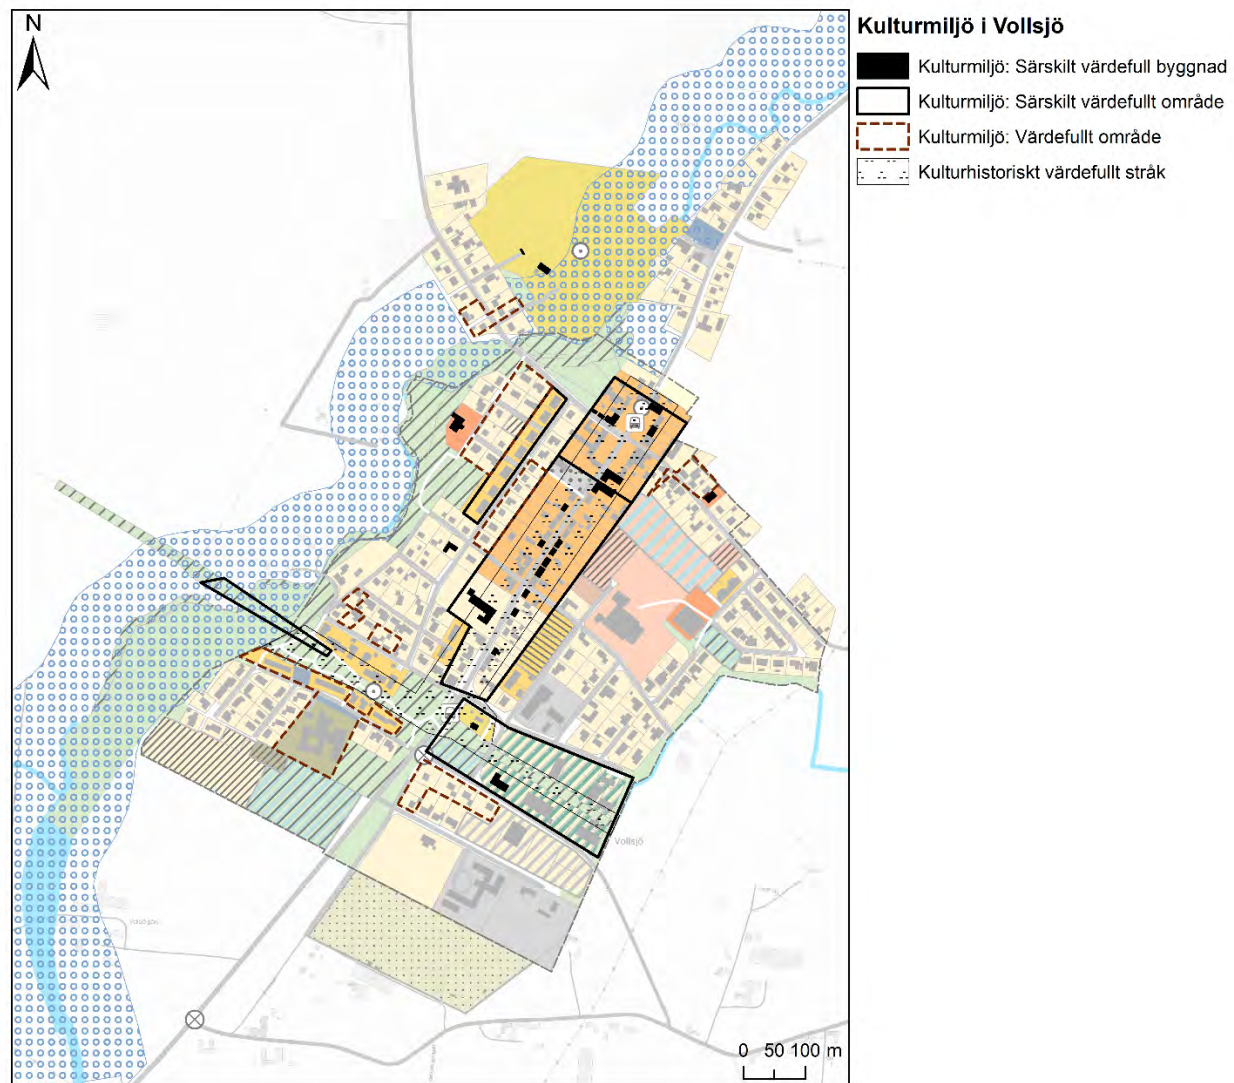 N
Kulturmiljö i Vollsjö
Kulturmiljö: Särskilt värdefull byggnad
Kulturmiljö: Särskilt värdefullt område
Kulturmiljö: Värdefullt område
Kulturhistoriskt värdefullt stråk
Vollsjö
0 50 100 m